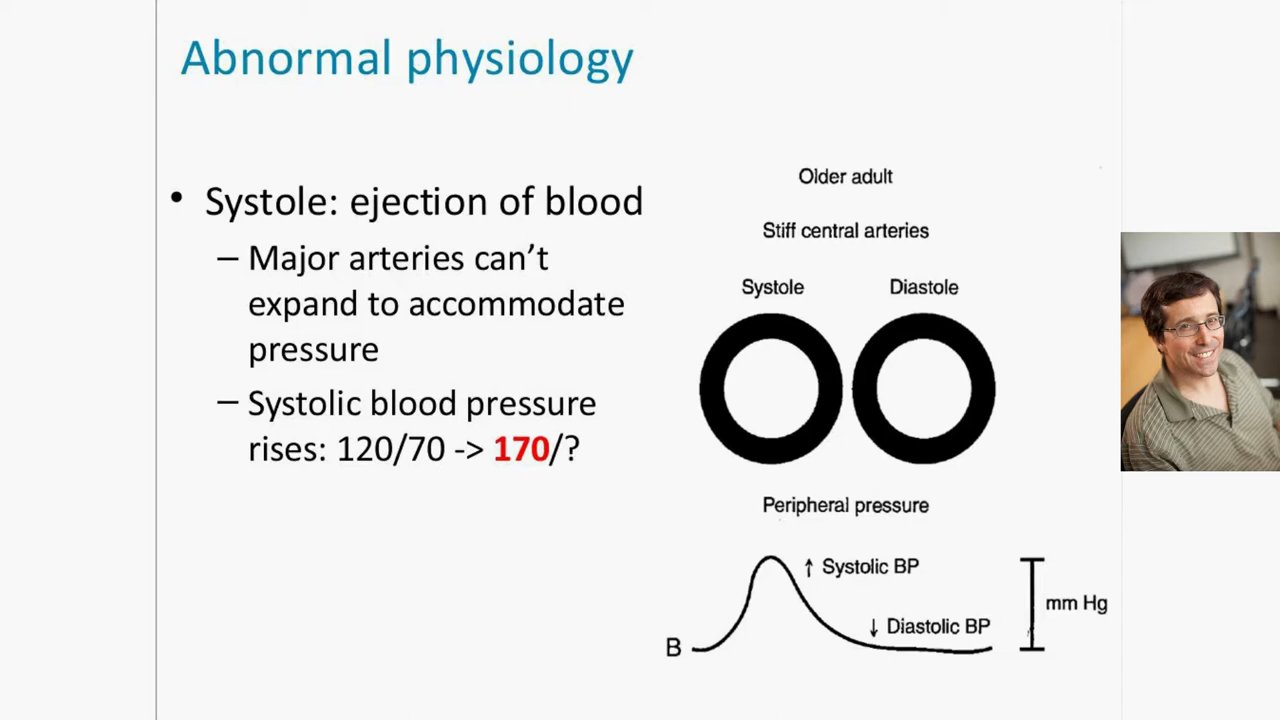 Abnormal physiology
• Systole: ejection of blood
– Major arteries can’t
expand to accommodate
pressure
– Systolic blood pressure
rises: 120/70 -> 170/?
Older adult
Stiff central arteries
Systole Diastole
Peripheral pressure
↑ Systolic BP
↓ Diastolic BP
mm Hg
B